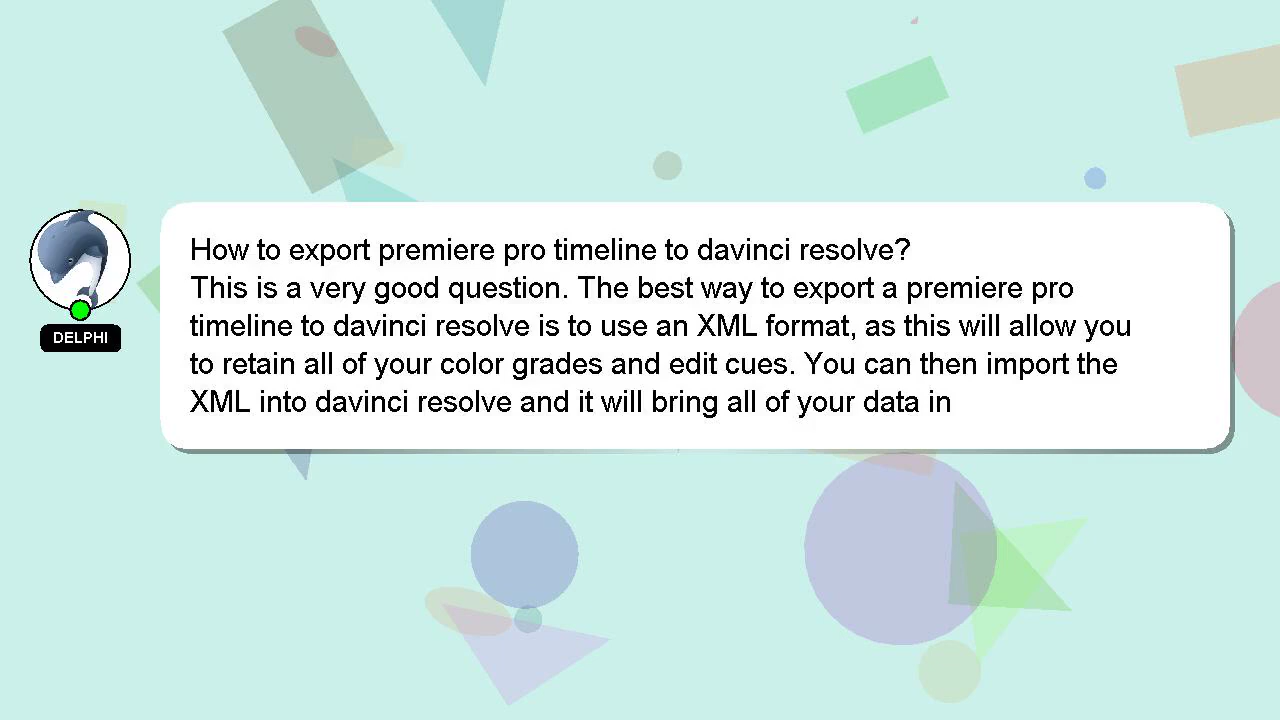 How to export premiere pro timeline to davinci resolve?
This is a very good question. The best way to export a premiere pro
timeline to davinci resolve is to use an XML format, as this will allow you
to retain all of your color grades and edit cues. You can then import the
XML into davinci resolve and it will bring all of your data in
DELPHI